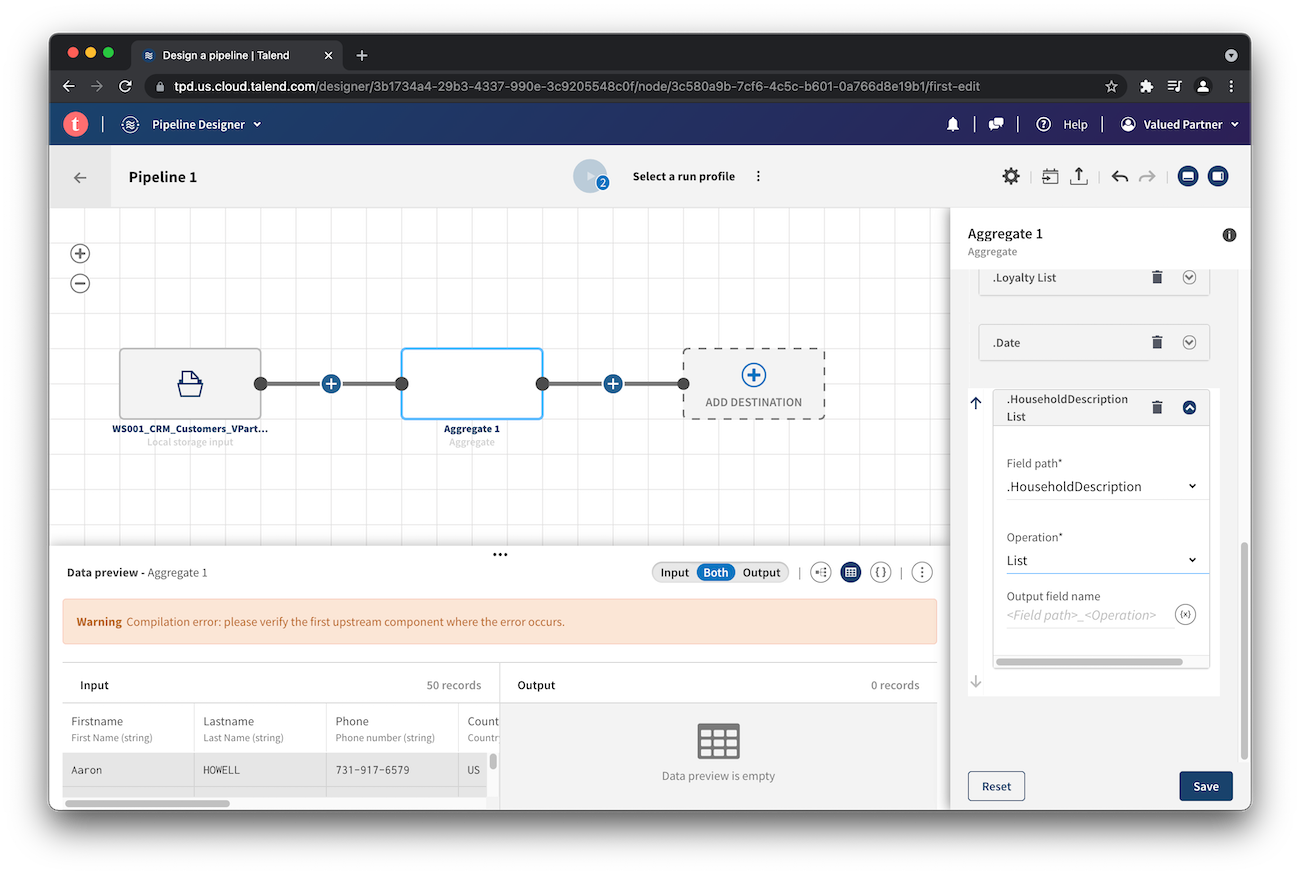 Design a pipeline | Talend
tpd.us.cloud.talend.com/designer/3b1734a4-29b3-4337-990e-3c9205548c0f/node/3c580a9b-7cf6-4c5c-b601-0a766d8e19b1/first-edit
t
Pipeline Designer
Help
Valued Partner
Pipeline 1
2
Select a run profile
WS001_CRM_Customers_VPart...
Local storage input
Aggregate 1
Aggregate
ADD DESTINATION
Data preview - Aggregate 1
Input Both Output
Warning Compilation error: please verify the first upstream component where the error occurs.
Input 50 records
Firstname Lastname Phone Count
First Name (string) Last Name (string) Phone number (string) Countr
Aaron HOWELL 731-917-6579 US
Output 0 records
Data preview is empty
Aggregate 1
Aggregate
.Loyalty List
.Date
.HouseholdDescription
List
Field path*
.HouseholdDescription
Operation*
List
Output field name
<Field path>_<Operation>
{x}
Reset
Save